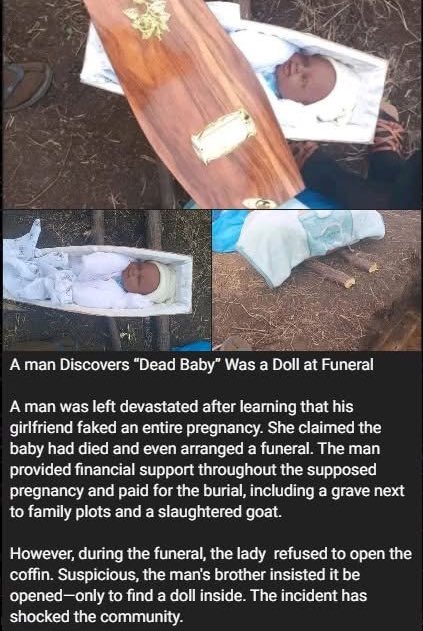 A man Discovers “Dead Baby” Was a Doll at Funeral
A man was left devastated after learning that his
girlfriend faked an entire pregnancy. She claimed the
baby had died and even arranged a funeral. The man
provided financial support throughout the supposed
pregnancy and paid for the burial, including a grave next
to family plots and a slaughtered goat.
However, during the funeral, the lady refused to open the
coffin. Suspicious, the man's brother insisted it be
opened—only to find a doll inside. The incident has
shocked the community.